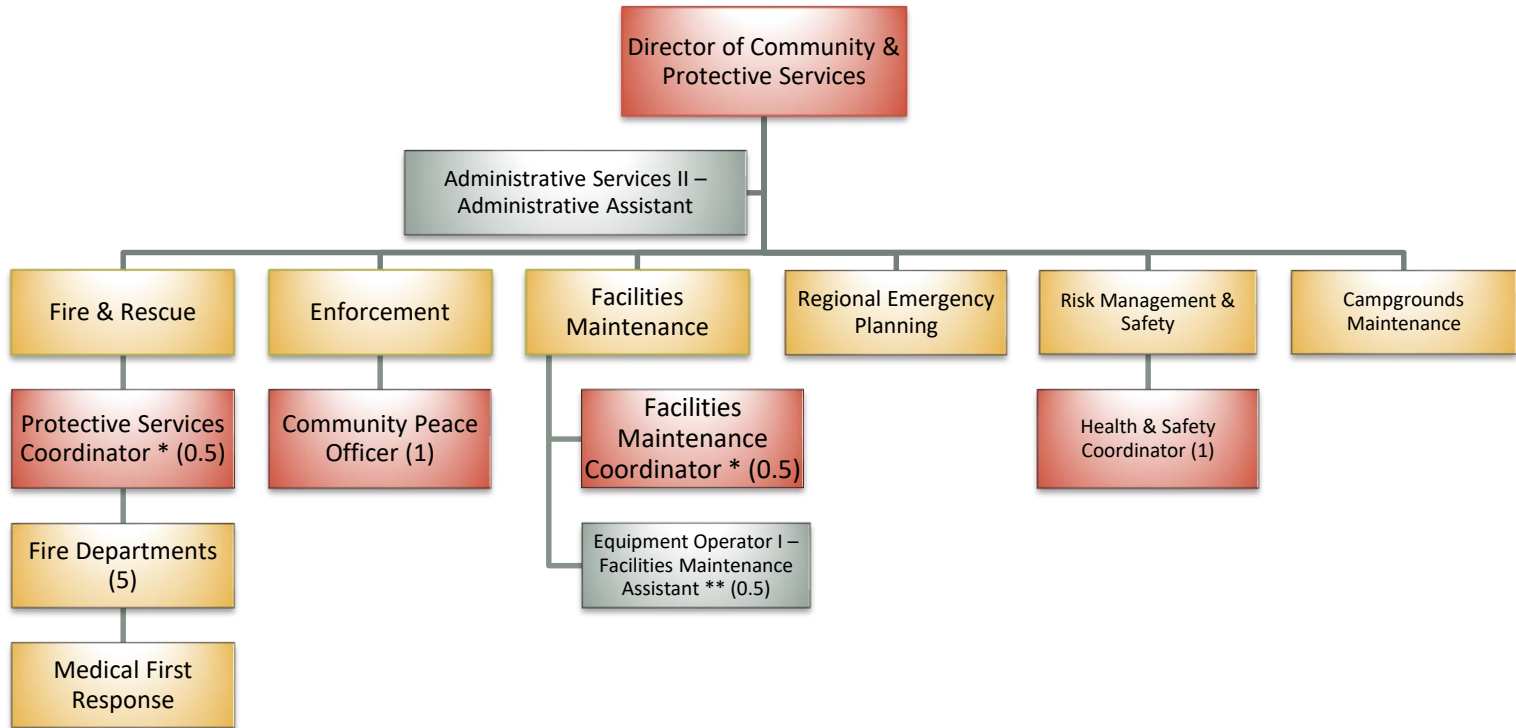 Director of Community &
Protective Services
Administrative Services II –
Administrative Assistant
Fire & Rescue
Enforcement
Facilities
Maintenance
Regional Emergency
Planning
Risk Management &
Safety
Campgrounds
Maintenance
Protective Services
Coordinator * (0.5)
Community Peace
Officer (1)
Facilities
Maintenance
Coordinator * (0.5)
Health & Safety
Coordinator (1)
Fire Departments
(5)
Equipment Operator I –
Facilities Maintenance
Assistant ** (0.5)
Medical First
Response